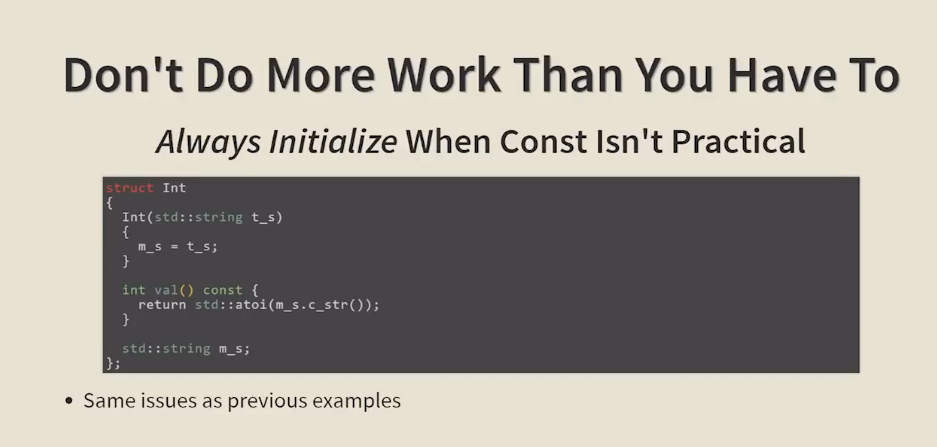 Don't Do More Work Than You Have To
Always Initialize When Const Isn't Practical
struct Int
{
  Int(std::string t_s)
  {
    m_s = t_s;
  }

  int val() const {
    return std::atoi(m_s.c_str());
  }

  std::string m_s;
};
• Same issues as previous examples